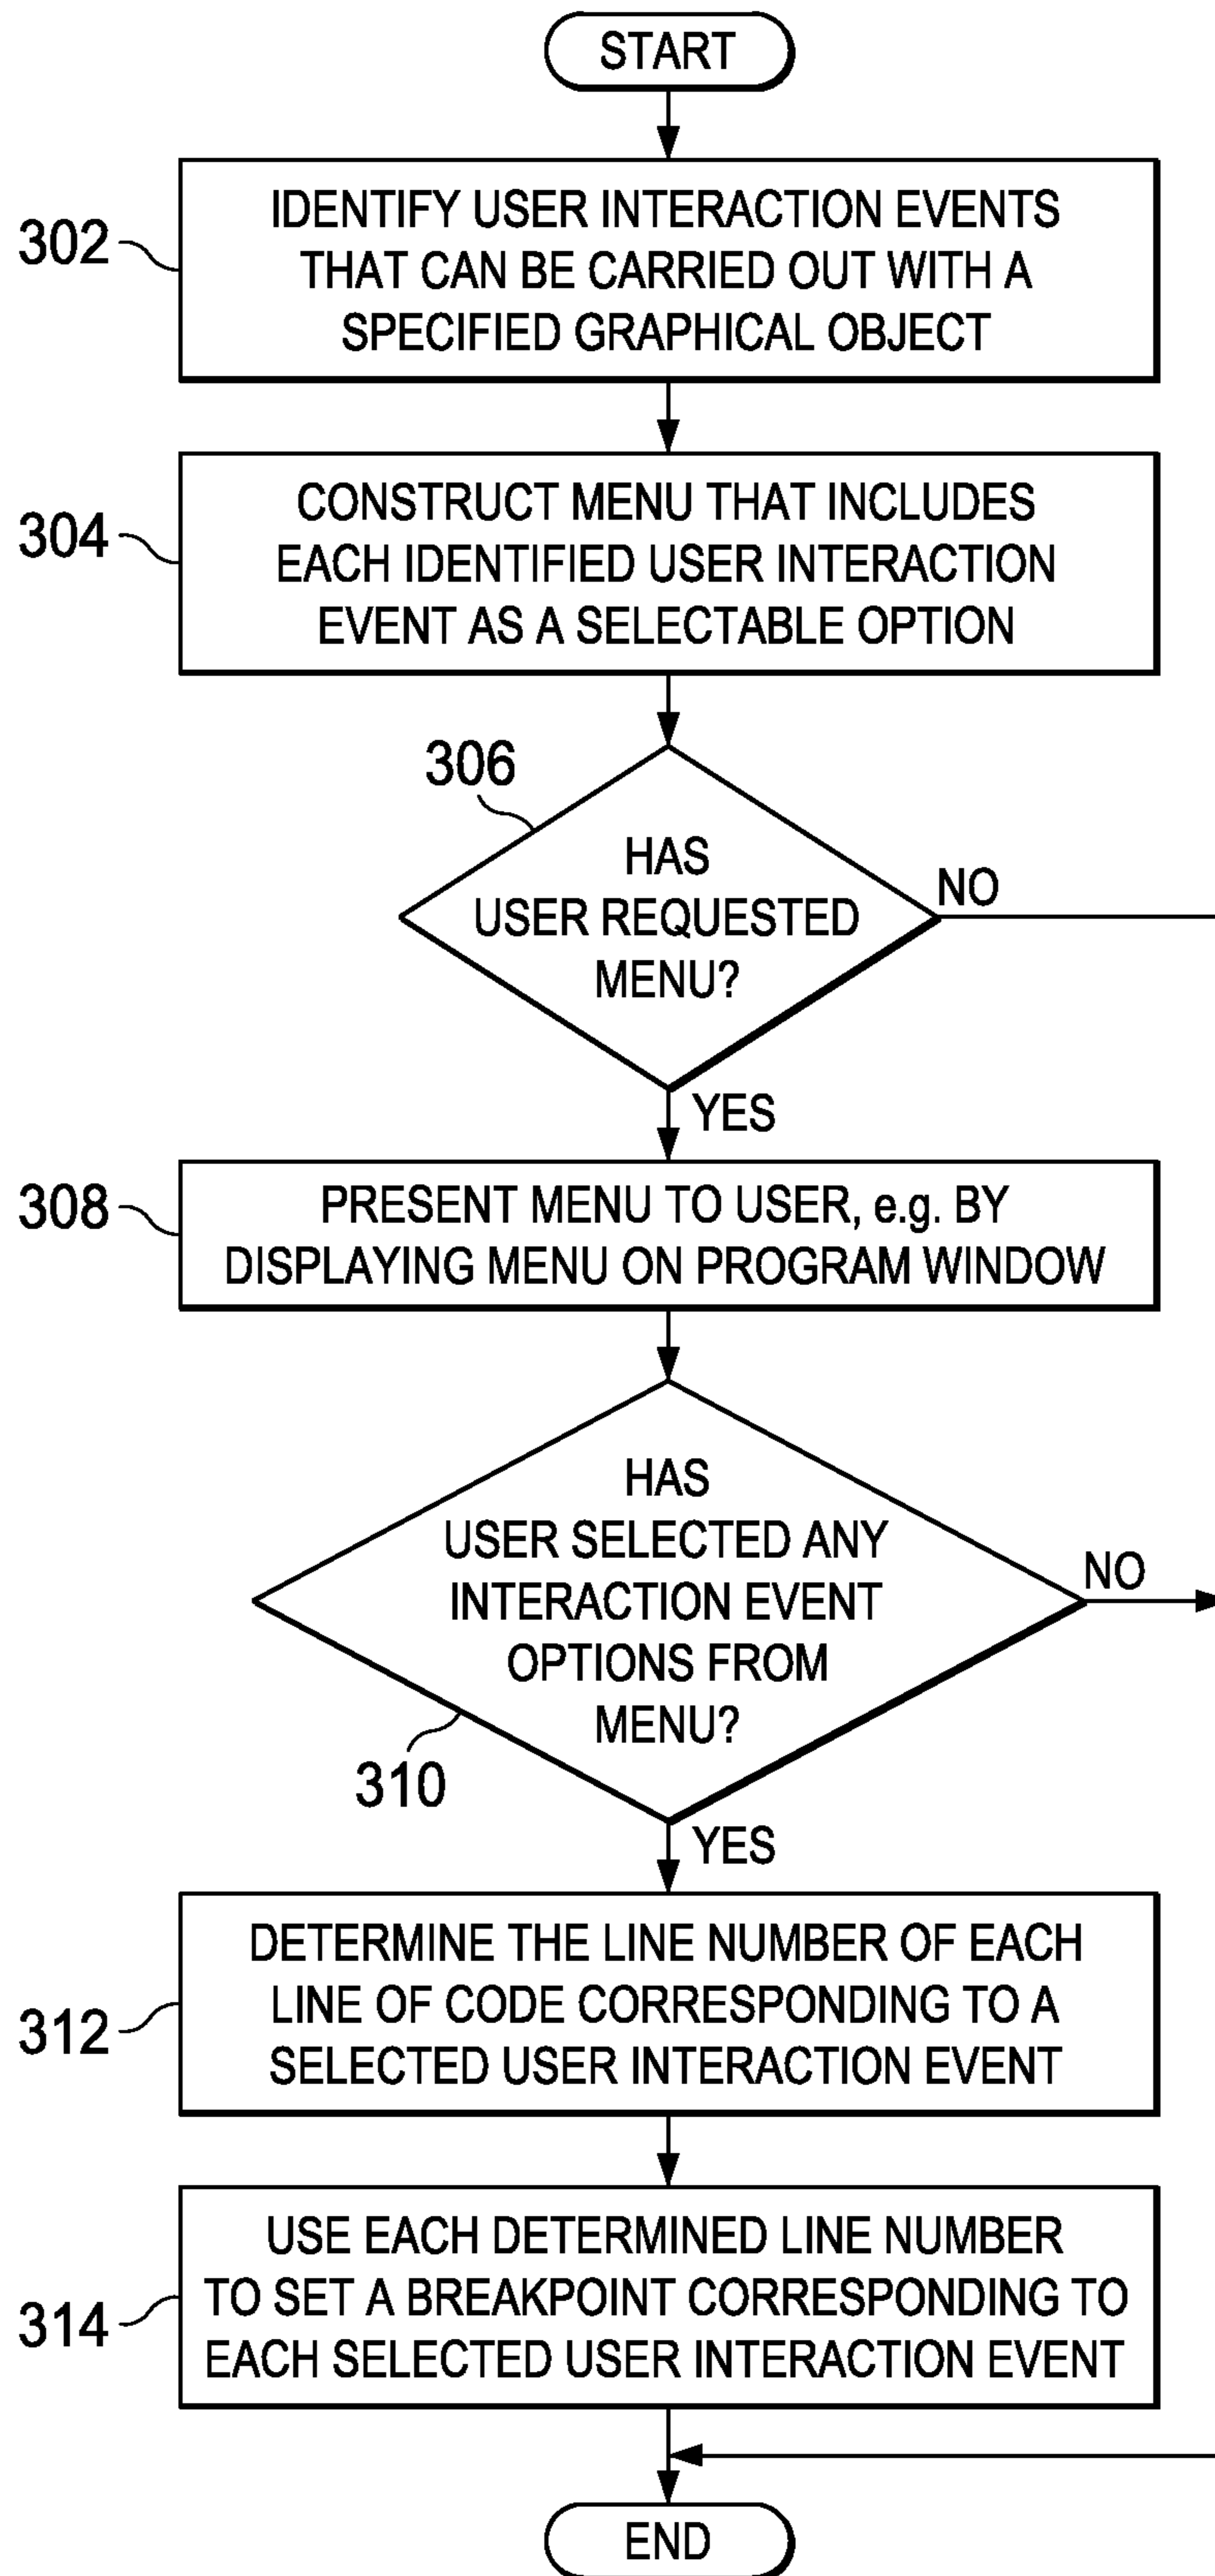 START
302
IDENTIFY USER INTERACTION EVENTS
THAT CAN BE CARRIED OUT WITH A
SPECIFIED GRAPHICAL OBJECT
304
CONSTRUCT MENU THAT INCLUDES
EACH IDENTIFIED USER INTERACTION
EVENT AS A SELECTABLE OPTION
306
HAS
USER REQUESTED
MENU?
NO
YES
308
PRESENT MENU TO USER, e.g. BY
DISPLAYING MENU ON PROGRAM WINDOW
HAS
USER SELECTED ANY
INTERACTION EVENT
OPTIONS FROM
MENU?
NO
310
YES
312
DETERMINE THE LINE NUMBER OF EACH
LINE OF CODE CORRESPONDING TO A
SELECTED USER INTERACTION EVENT
314
USE EACH DETERMINED LINE NUMBER
TO SET A BREAKPOINT CORRESPONDING TO
EACH SELECTED USER INTERACTION EVENT
END